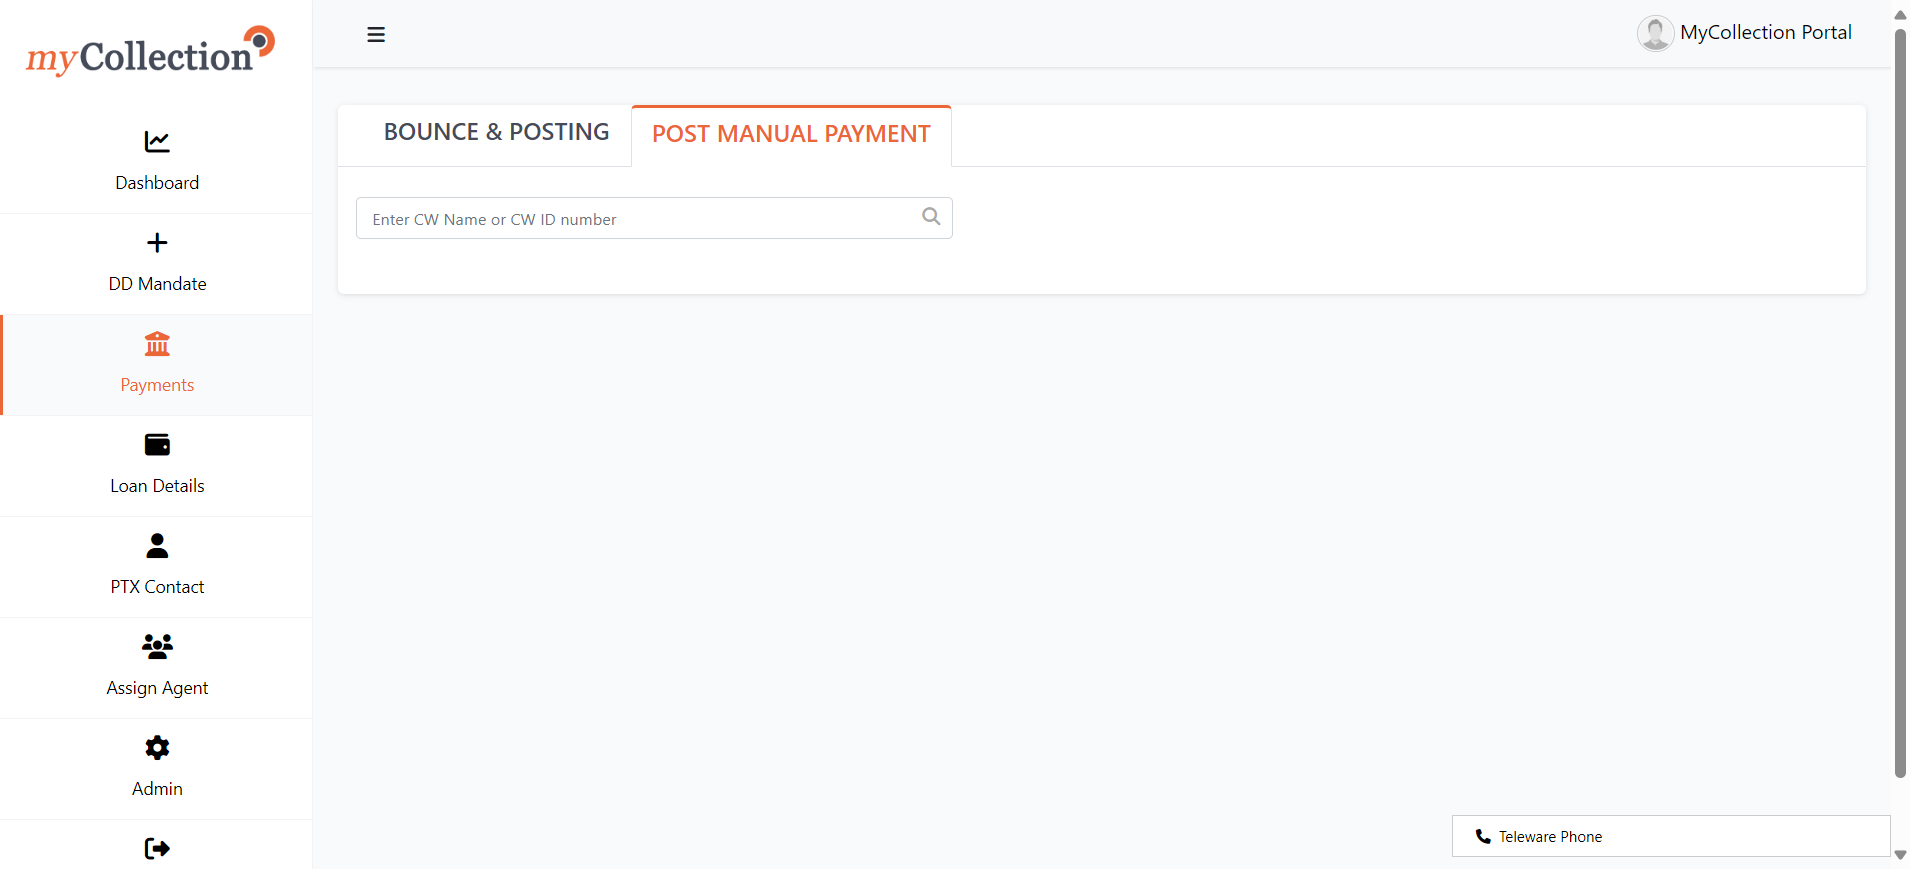 myCollection
MyCollection Portal
Dashboard
DD Mandate
Payments
Loan Details
PTX Contact
Assign Agent
Admin
BOUNCE & POSTING
POST MANUAL PAYMENT
Enter CW Name or CW ID number
Teleware Phone